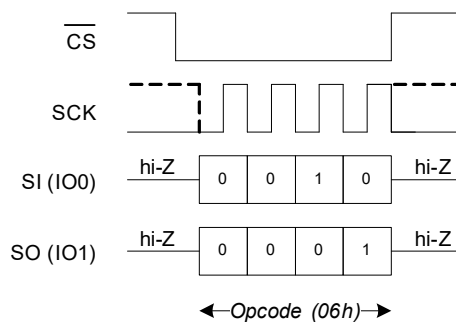 CS
SCK
hi-Z 0 0 1 0 hi-Z
SI (IO0)
hi-Z 0 0 0 1 hi-Z
SO (IO1)
Opcode (06h)